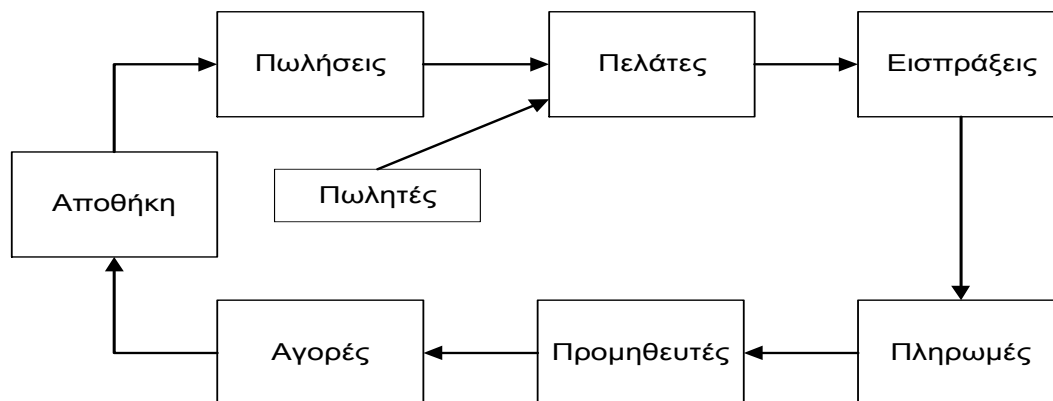 Πωλήσεις
Πελάτες
Εισπράξεις
Αποθήκη
Πωλητές
Αγορές
Προμηθευτές
Πληρωμές